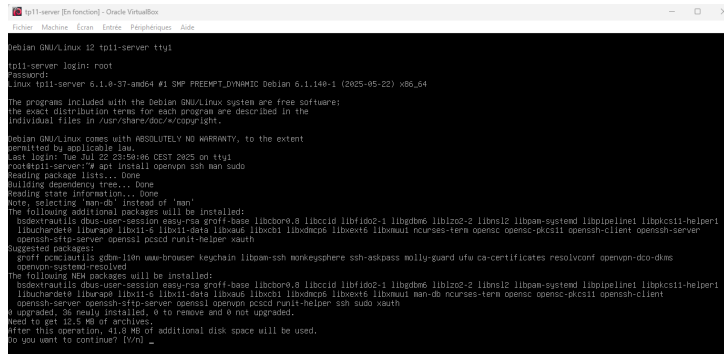 tp11-server [En fonction] - Oracle VirtualBox
Fichier Machine Écran Entrée Périphériques Aide
Debian GNU/Linux 12 tp11-server tty1
tp11-server login: root
Password:
Linux tp11-server 6.1.0-37-amd64 #1 SMP PREEMPT_DYNAMIC Debian 6.1.140-1 (2025-05-22) x86_64
The programs included with the Debian GNU/Linux system are free software;
the exact distribution terms for each program are described in the
individual files in /usr/share/doc/*/copyright.
Debian GNU/Linux comes with ABSOLUTELY NO WARRANTY, to the extent
permitted by applicable law.
Last login: Tue Jul 22 23:50:06 CEST 2025 on tty1
root@tp11-server:~# apt install openvpn ssh man sudo
Reading package lists... Done
Building dependency tree... Done
Reading state information... Done
Note, selecting 'man-db' instead of 'man'
The following additional packages will be installed:
bsdextrautils dbus-user-session easy-rsa groff-base libcbor0.8 libccid libfido2-1 libgdbm6 liblzo2-2 libnsl2 libpam-systemd libpipeline1 libpkcs11-helper1
libuchardet0 libwrap0 libx11-6 libx11-data libxau6 libxcb1 libxdmcp6 libxext6 libxmuu1 ncurses-term opensc opensc-pkcs11 openssh-client openssh-server
openssh-sftp-server openssl pcscd runit-helper xauth
Suggested packages:
groff pcmciautils gdbm-l10n www-browser keychain libpam-ssh monkeysphere ssh-askpass molly-guard ufw ca-certificates resolvconf openvpn-dco-dkms
openvpn-systemd-resolved
The following NEW packages will be installed:
bsdextrautils dbus-user-session easy-rsa groff-base libcbor0.8 libccid libfido2-1 libgdbm6 liblzo2-2 libnsl2 libpam-systemd libpipeline1 libpkcs11-helper1
libuchardet0 libwrap0 libx11-6 libx11-data libxau6 libxcb1 libxdmcp6 libxext6 libxmuu1 man-db ncurses-term opensc opensc-pkcs11 openssh-client
openssh-server openssh-sftp-server openssl openvpn pcscd runit-helper ssh sudo xauth
0 upgraded, 36 newly installed, 0 to remove and 0 not upgraded.
Need to get 12.5 MB of archives.
After this operation, 41.8 MB of additional disk space will be used.
Do you want to continue? [Y/n] _